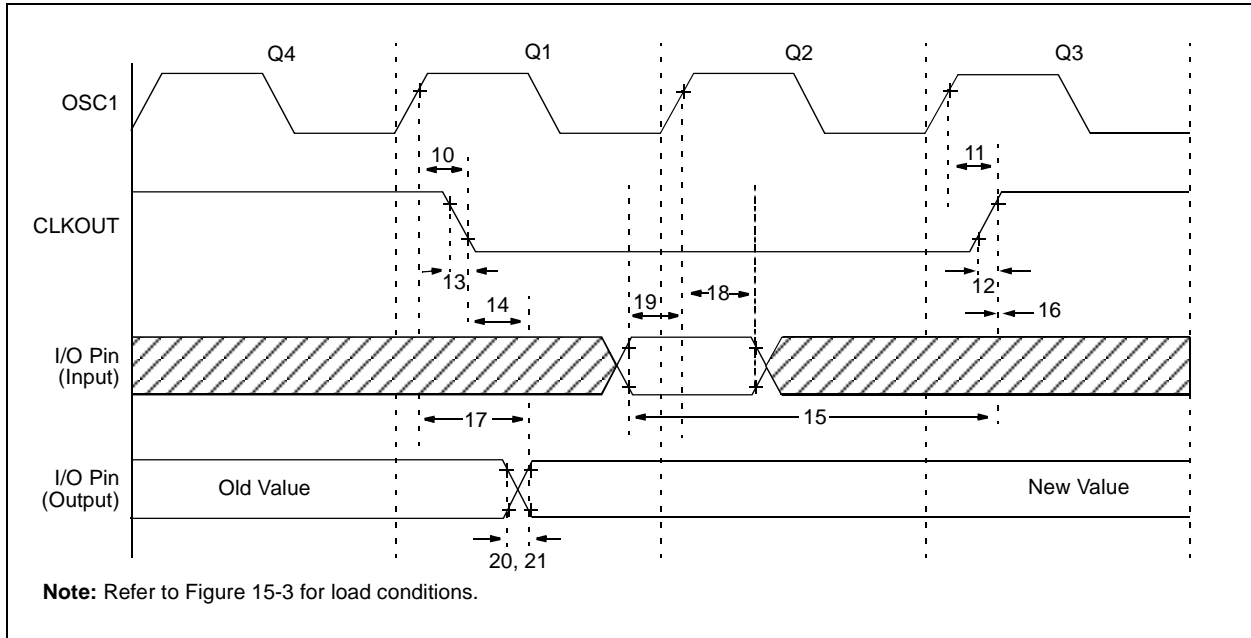 Q4 Q1 Q2 Q3
OSC1
10 11
CLKOUT
13 12
19 18
14 16
I/O Pin
(Input)
17 15
I/O Pin
(Output)
Old Value New Value
20, 21
Note: Refer to Figure 15-3 for load conditions.